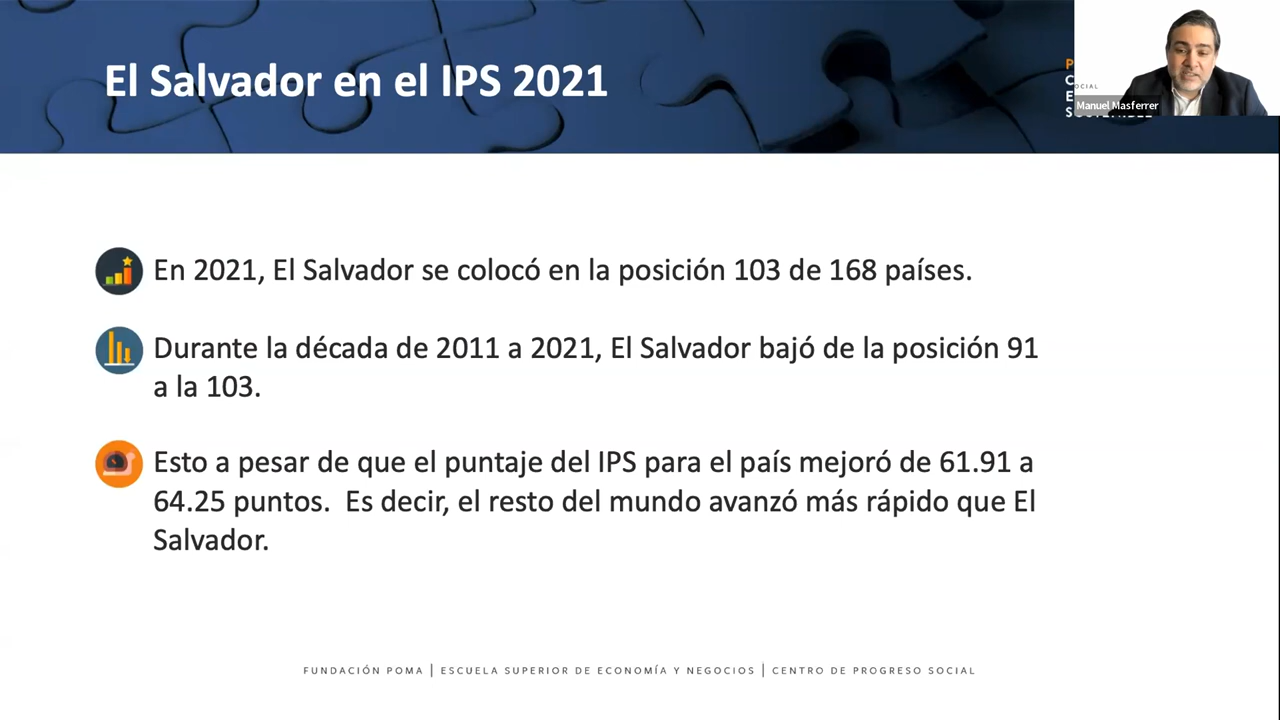 El Salvador en el IPS 2021
OCIAL
Manuel Masferrer
En 2021, El Salvador se colocó en la posición 103 de 168 países.
Durante la década de 2011 a 2021, El Salvador bajó de la posición 91
a la 103.
Esto a pesar de que el puntaje del IPS para el país mejoró de 61.91 a
64.25 puntos. Es decir, el resto del mundo avanzó más rápido que El
Salvador.
FUNDACIÓN POMA | ESCUELA SUPERIOR DE ECONOMÍA Y NEGOCIOS | CENTRO DE PROGRESO SOCIAL